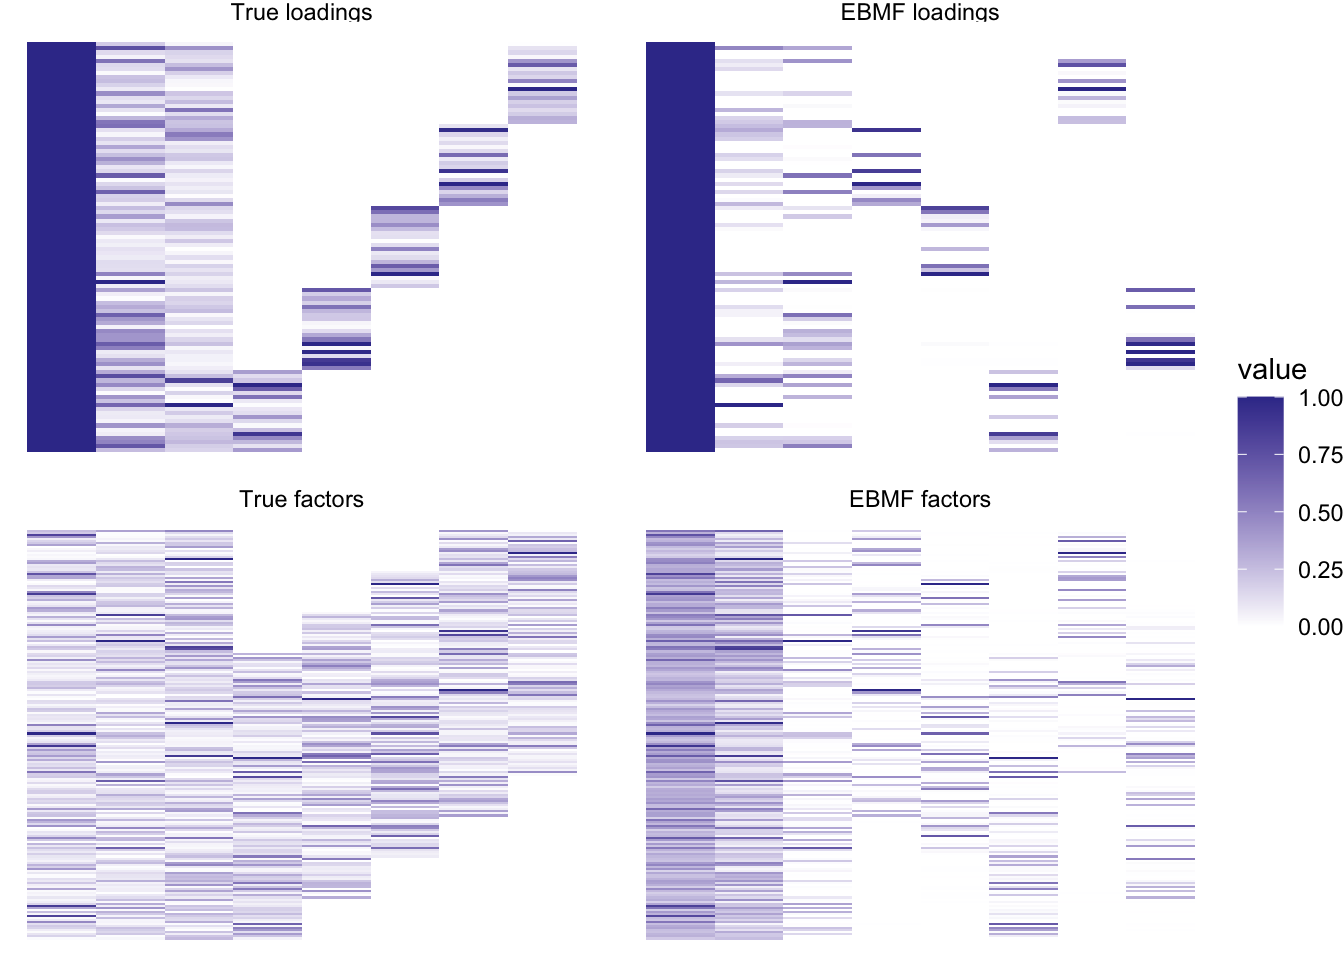 True loadings
EBMF loadings
True factors
EBMF factors
value
1.00
0.75
0.50
0.25
0.00